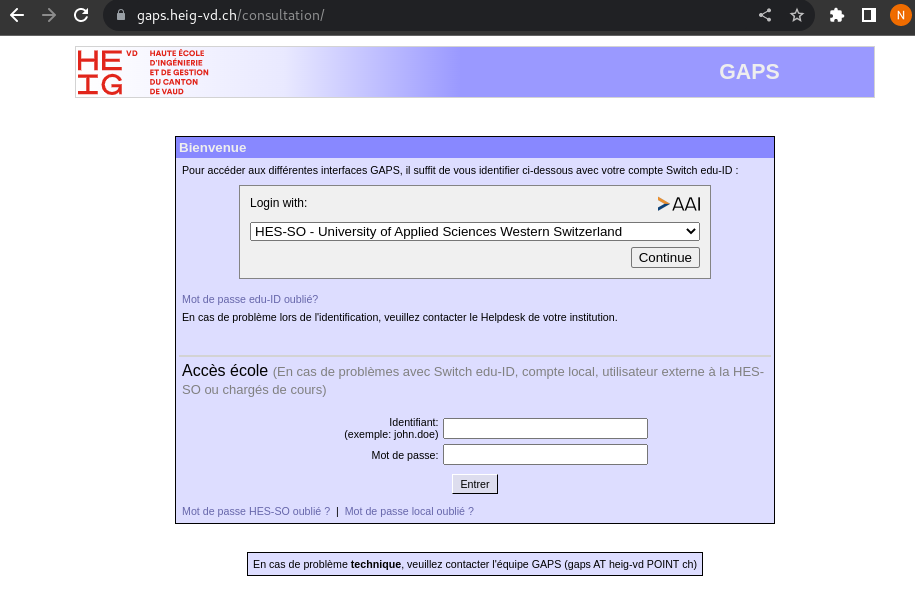 gaps.heig-vd.ch/consultation/
N
HE VD
IG
HAUTE ÉCOLE
D'INGÉNIERIE
ET DE GESTION
DU CANTON
DE VAUD
GAPS
Bienvenue
Pour accéder aux différentes interfaces GAPS, il suffit de vous identifier ci-dessous avec votre compte Switch edu-ID :
Login with:
AAI
HES-SO - University of Applied Sciences Western Switzerland
Continue
Mot de passe edu-ID oublié?
En cas de problème lors de l'identification, veuillez contacter le Helpdesk de votre institution.
Accès école (En cas de problèmes avec Switch edu-ID, compte local, utilisateur externe à la HES-
SO ou chargés de cours)
Identifiant:
(exemple: john.doe)
Mot de passe:
Entrer
Mot de passe HES-SO oublié ? | Mot de passe local oublié ?
En cas de problème technique, veuillez contacter l'équipe GAPS (gaps AT heig-vd POINT ch)